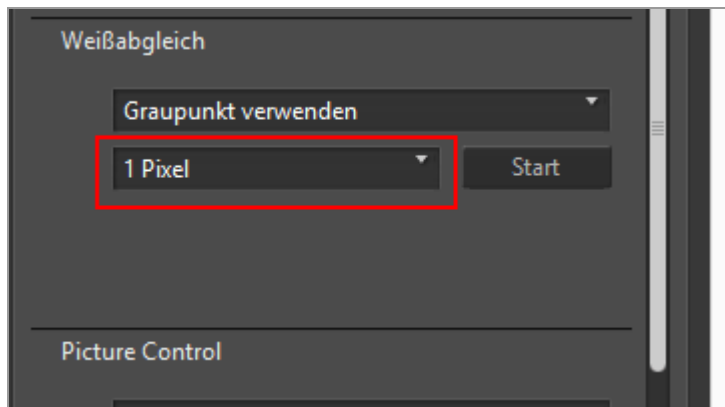 Weißabgleich
Graupunkt verwenden
1 Pixel Start
Picture Control